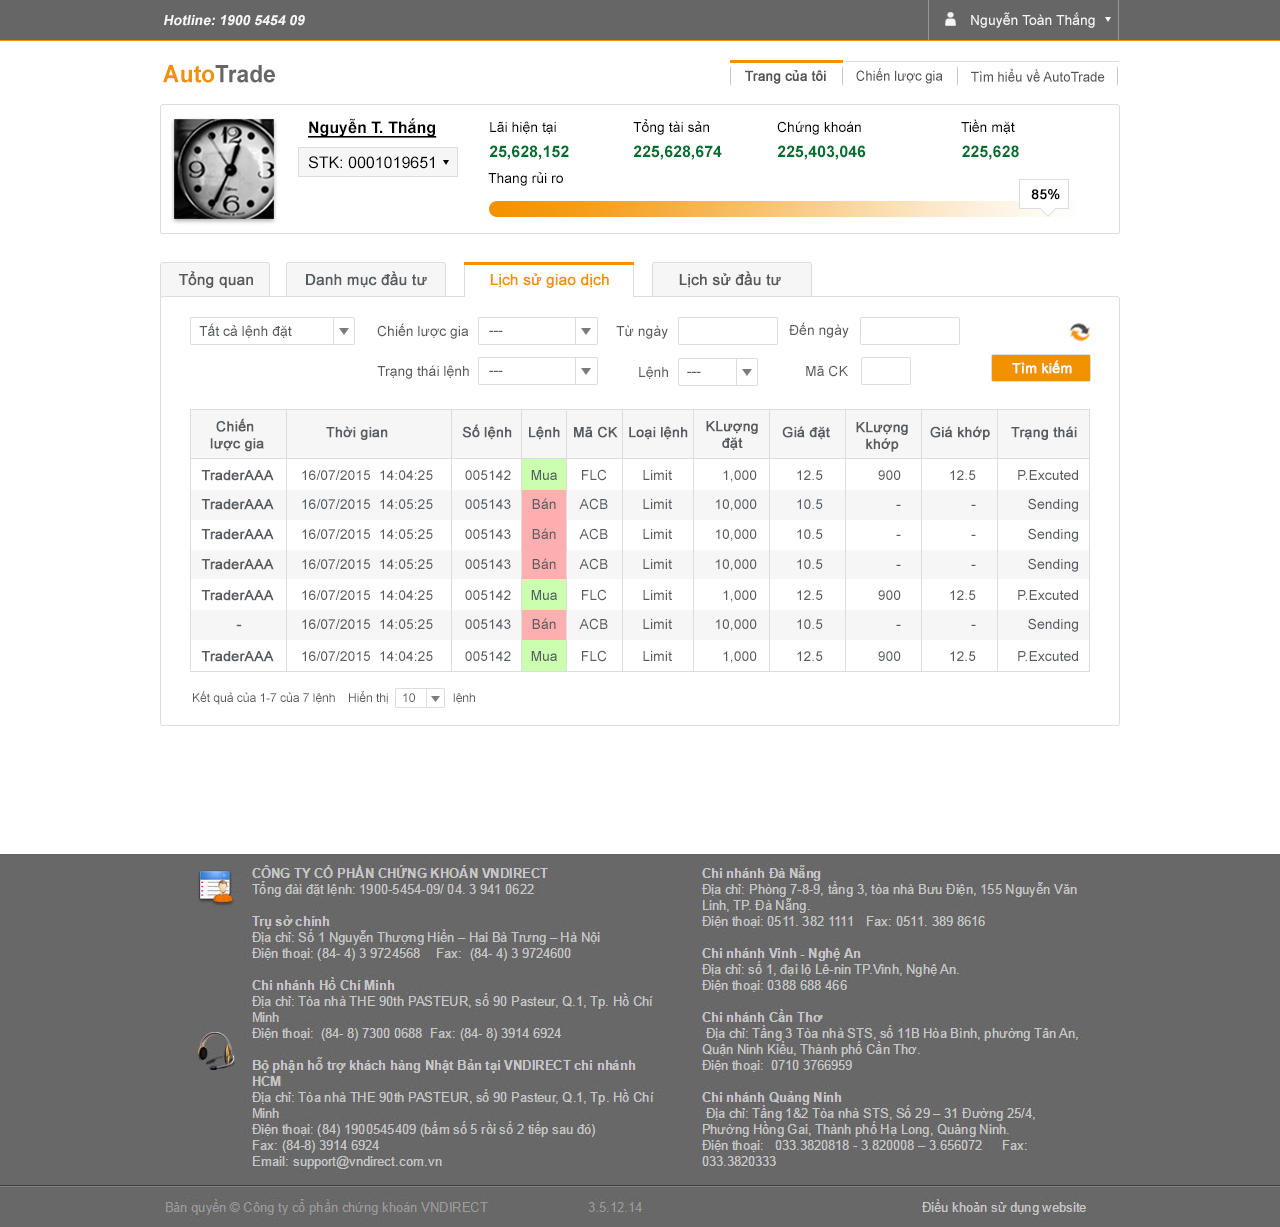 Hotline: 1900 5454 09
Nguyễn Toàn Thắng
AutoTrade
Trang của tôi
Chiến lược gia
Tìm hiểu về AutoTrade
Nguyễn T. Thắng
STK: 0001019651
Lãi hiện tại
Tổng tài sản
Chứng khoán
Tiền mặt
25,628,152
225,628,674
225,403,046
225,628
Thang rủi ro
85%
Tổng quan
Danh mục đầu tư
Lịch sử giao dịch
Lịch sử đầu tư
Tất cả lệnh đặt
Chiến lược gia
---
Từ ngày
Đến ngày
Trạng thái lệnh
---
Lệnh
---
Mã CK
Tìm kiếm
Chiến lược gia Thời gian Số lệnh Lệnh Mã CK Loại lệnh KLượng đặt Giá đặt KLượng khớp Giá khớp Trạng thái
TraderAAA 16/07/2015 14:04:25 005142 Mua FLC Limit 1,000 12.5 900 12.5 P.Excuted
TraderAAA 16/07/2015 14:05:25 005143 Bán ACB Limit 10,000 10.5 - - Sending
TraderAAA 16/07/2015 14:05:25 005143 Bán ACB Limit 10,000 10.5 - - Sending
TraderAAA 16/07/2015 14:05:25 005143 Bán ACB Limit 10,000 10.5 - - Sending
TraderAAA 16/07/2015 14:04:25 005142 Mua FLC Limit 1,000 12.5 900 12.5 P.Excuted
- 16/07/2015 14:05:25 005143 Bán ACB Limit 10,000 10.5 - - Sending
TraderAAA 16/07/2015 14:04:25 005142 Mua FLC Limit 1,000 12.5 900 12.5 P.Excuted
Kết quả của 1-7 của 7 lệnh Hiển thị 10 lệnh
CÔNG TY CỔ PHẦN CHỨNG KHOÁN VNDIRECT
Tổng đài đặt lệnh: 1900-5454-09/ 04. 3 941 0622
Trụ sở chính
Địa chỉ: Số 1 Nguyễn Thượng Hiền – Hai Bà Trưng – Hà Nội
Điện thoại: (84- 4) 3 9724568 Fax: (84- 4) 3 9724600
Chi nhánh Hồ Chí Minh
Địa chỉ: Tòa nhà THE 90th PASTEUR, số 90 Pasteur, Q.1, Tp. Hồ Chí
Minh
Điện thoại: (84- 8) 7300 0688 Fax: (84- 8) 3914 6924
Bộ phận hỗ trợ khách hàng Nhật Bản tại VNDIRECT chi nhánh
HCM
Địa chỉ: Tòa nhà THE 90th PASTEUR, số 90 Pasteur, Q.1, Tp. Hồ Chí
Minh
Điện thoại: (84) 1900545409 (bấm số 5 rồi số 2 tiếp sau đó)
Fax: (84-8) 3914 6924
Email: support@vndirect.com.vn
Chi nhánh Đà Nẵng
Địa chỉ: Phòng 7-8-9, tầng 3, tòa nhà Bưu Điện, 155 Nguyễn Văn
Linh, TP. Đà Nẵng.
Điện thoại: 0511. 382 1111 Fax: 0511. 389 8616
Chi nhánh Vinh - Nghệ An
Địa chỉ: số 1, đại lộ Lê-nin TP.Vinh, Nghệ An.
Điện thoại: 0388 688 466
Chi nhánh Cần Thơ
Địa chỉ: Tầng 3 Tòa nhà STS, số 11B Hòa Bình, phường Tân An,
Quận Ninh Kiều, Thành phố Cần Thơ.
Điện thoại: 0710 3766959
Chi nhánh Quảng Ninh
Địa chỉ: Tầng 1&2 Tòa nhà STS, Số 29 – 31 Đường 25/4,
Phường Hồng Gai, Thành phố Hạ Long, Quảng Ninh.
Điện thoại: 033.3820818 - 3.820008 – 3.656072 Fax:
033.3820333
Bản quyền © Công ty cổ phần chứng khoán VNDIRECT
3.5.12.14
Điều khoản sử dụng website